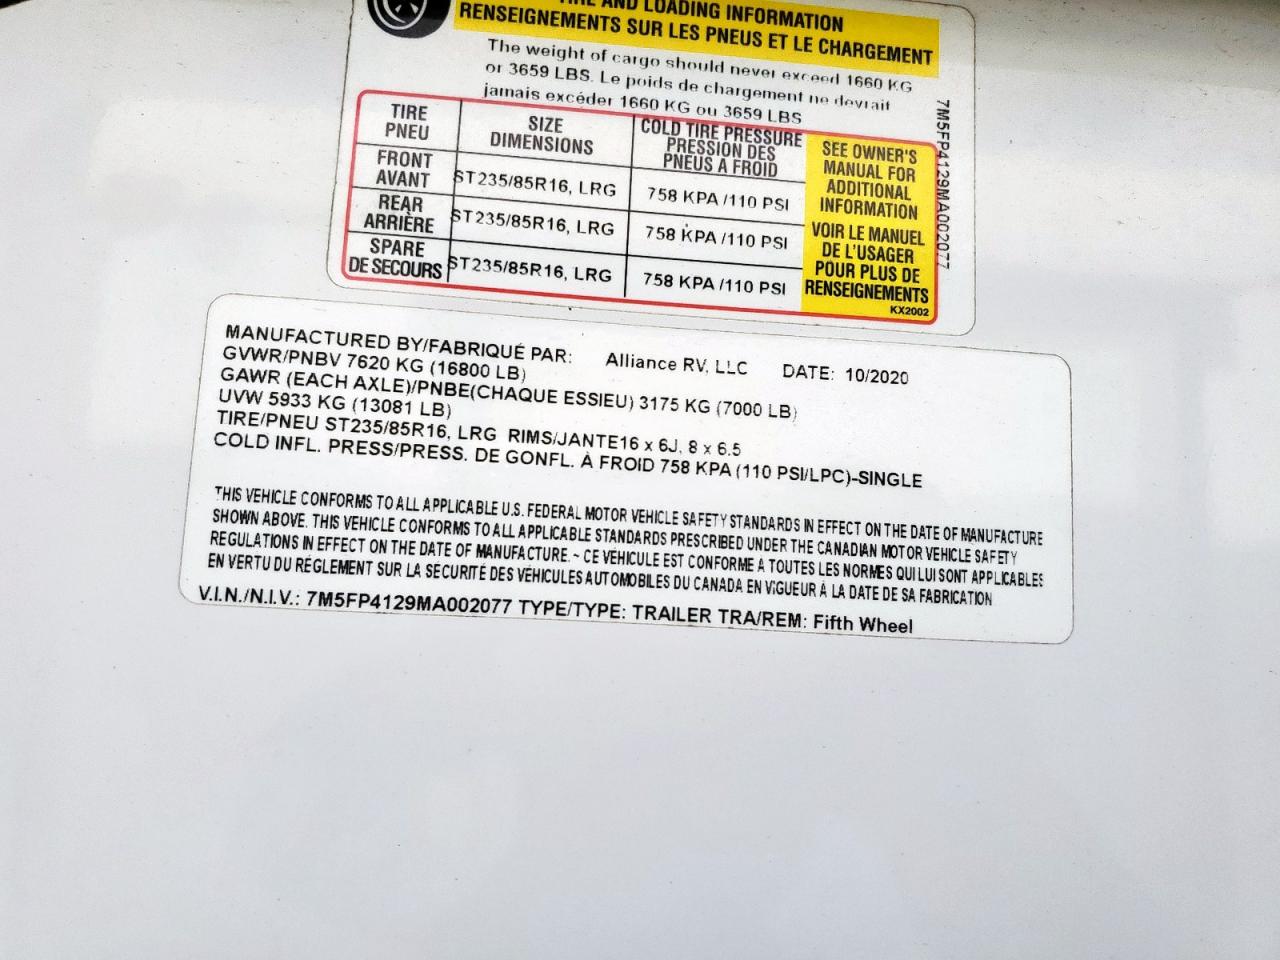 TIRE AND LOADING INFORMATION
RENSEIGNEMENTS SUR LES PNEUS ET LE CHARGEMENT
The weight of cargo should never exceed 1660 KG
or 3659 LBS. Le poids de chargement ne devrait
jamais excéder 1660 KG ou 3659 LBS
TIRE
PNEU
SIZE
DIMENSIONS
COLD TIRE PRESSURE
PRESSION DES
PNEUS A FROID
FRONT
AVANT
ST235/85R16, LRG
758 KPA /110 PSI
REAR
ARRIÈRE
ST235/85R16, LRG
758 KPA /110 PSI
SPARE
DE SECOURS
ST235/85R16, LRG
758 KPA /110 PSI
SEE OWNER'S
MANUAL FOR
ADDITIONAL
INFORMATION
VOIR LE MANUEL
DE L'USAGER
POUR PLUS DE
RENSEIGNEMENTS
KX2002
7M5FP4129MA002077
MANUFACTURED BY/FABRIQUÉ PAR: Alliance RV, LLC DATE: 10/2020
GVWR/PNBV 7620 KG (16800 LB)
GAWR (EACH AXLE)/PNBE(CHAQUE ESSIEU) 3175 KG (7000 LB)
UVW 5933 KG (13081 LB)
TIRE/PNEU ST235/85R16, LRG RIMS/JANTE16 x 6J, 8 x 6.5
COLD INFL. PRESS/PRESS. DE GONFL. À FROID 758 KPA (110 PSI/LPC)-SINGLE
THIS VEHICLE CONFORMS TO ALL APPLICABLE U.S. FEDERAL MOTOR VEHICLE SAFETY STANDARDS IN EFFECT ON THE DATE OF MANUFACTURE
SHOWN ABOVE. THIS VEHICLE CONFORMS TO ALL APPLICABLE STANDARDS PRESCRIBED UNDER THE CANADIAN MOTOR VEHICLE SAFETY
REGULATIONS IN EFFECT ON THE DATE OF MANUFACTURE. ~ CE VÉHICULE EST CONFORME À TOUTES LES NORMES QUI LUI SONT APPLICABLES
EN VERTU DU RÉGLEMENT SUR LA SÉCURITÉ DES VÉHICULES AUTOMOBILES DU CANADA EN VIGUEUR À LA DATE DE SA FABRICATION
V.I.N./N.I.V.: 7M5FP4129MA002077 TYPE/TYPE: TRAILER TRA/REM: Fifth Wheel